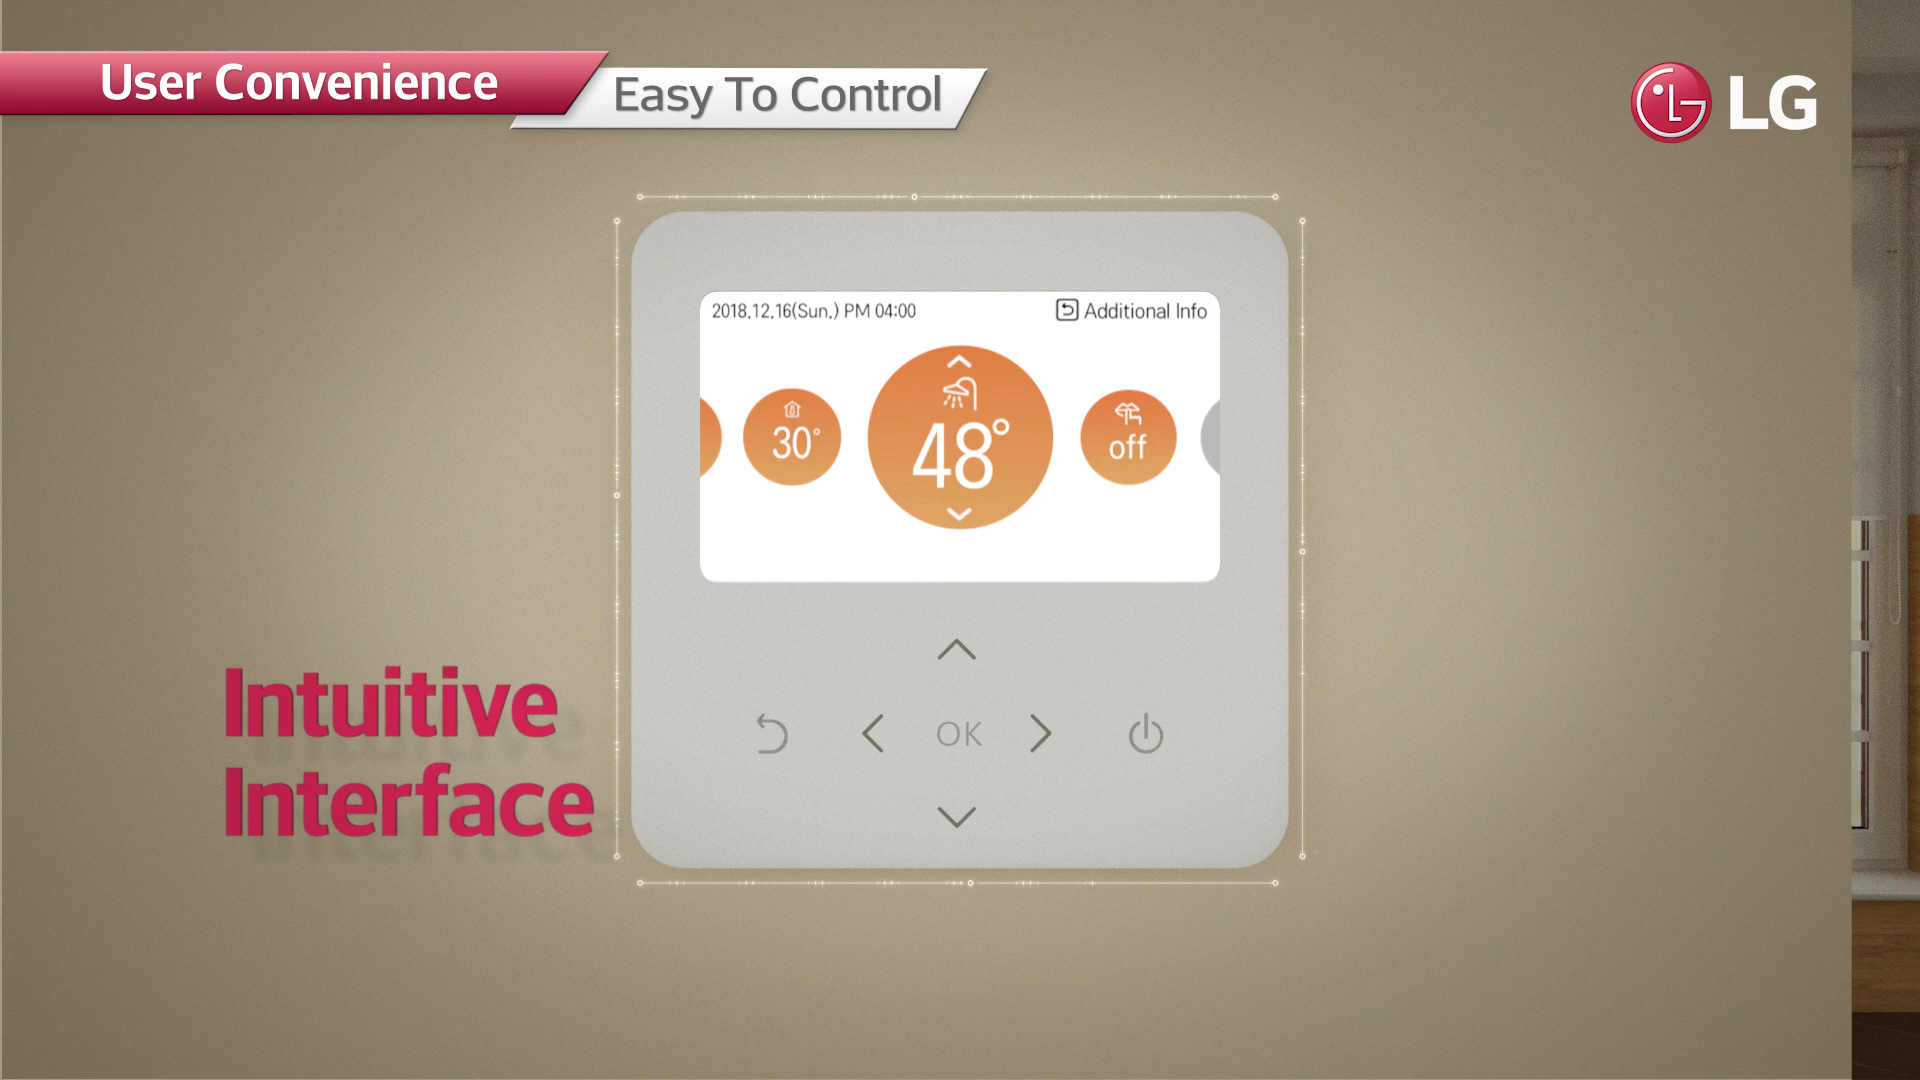 User Convenience
Easy To Control
LG
2018.12.16(Sun.) PM 04:00
Additional Info
30°
48°
off
OK
Intuitive
Interface